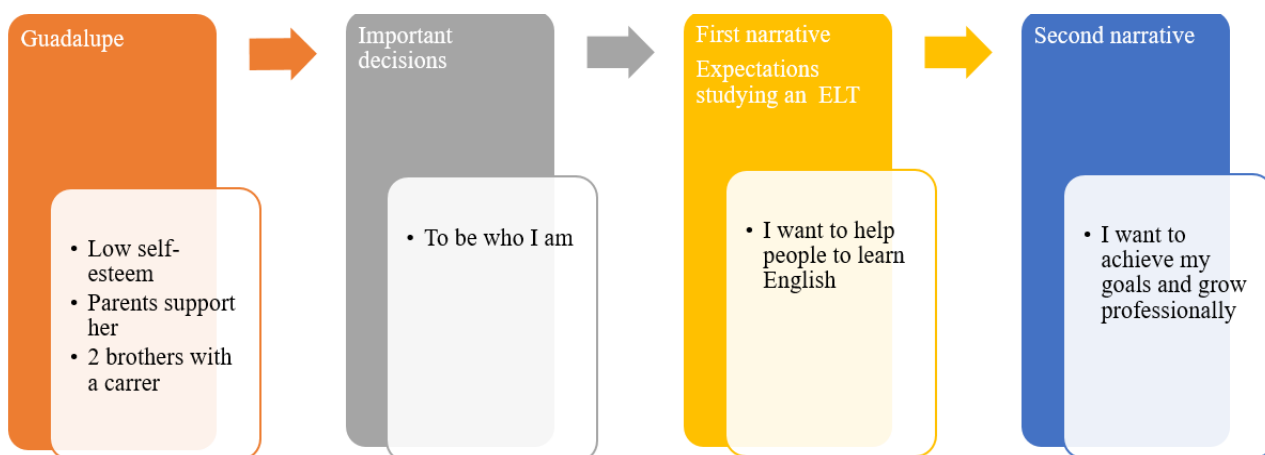 Guadalupe
• Low self-
esteem
• Parents support
her
• 2 brothers with
a carrer
Important
decisions
• To be who I am
First narrative
Expectations
studying an ELT
• I want to help
people to learn
English
Second narrative
• I want to
achieve my
goals and grow
professionally